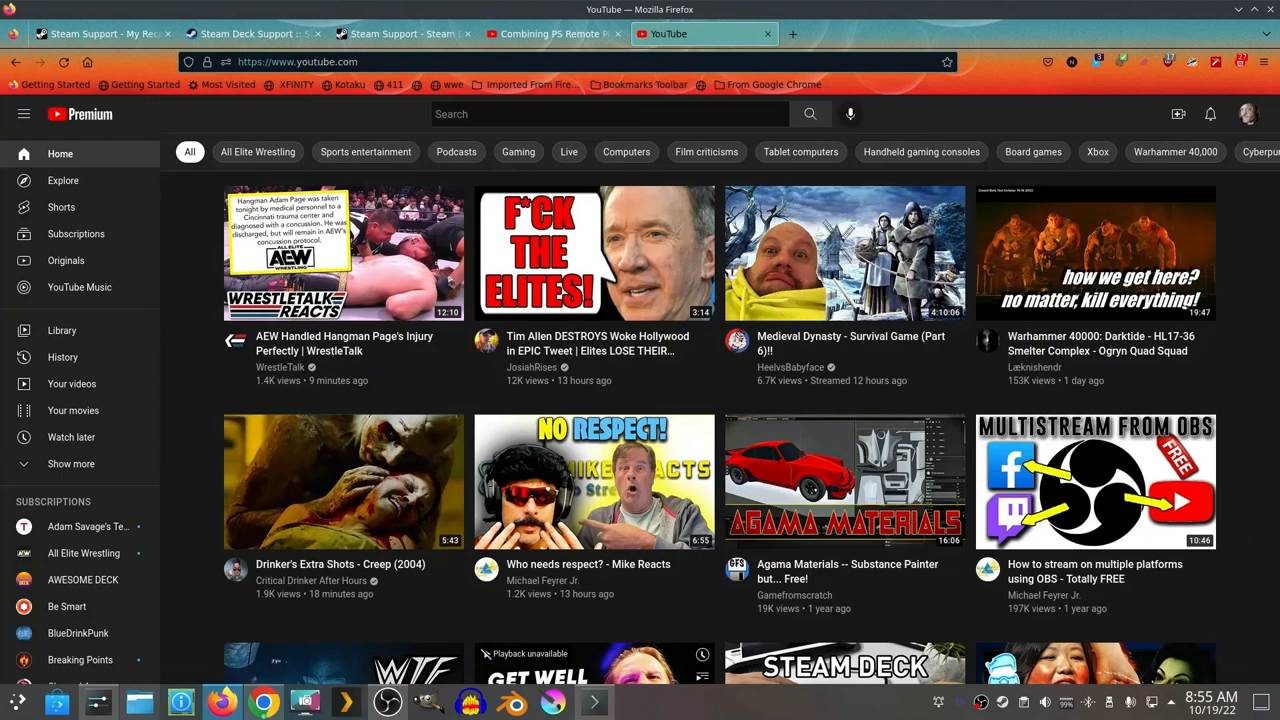 YouTube — Mozilla Firefox
Steam Support - My Rece
Steam Deck Support :: S
Steam Support - Steam D
Combining PS Remote P
YouTube
https://www.youtube.com
Getting Started
Getting Started
Most Visited
XFINITY
Kotaku
411
wwe
Imported From Fire...
Bookmarks Toolbar
From Google Chrome
Premium
Search
All
All Elite Wrestling
Sports entertainment
Podcasts
Gaming
Live
Computers
Film criticisms
Tablet computers
Handheld gaming consoles
Board games
Xbox
Warhammer 40,000
Cyberpu
Home
Explore
Shorts
Subscriptions
Originals
YouTube Music
Library
History
Your videos
Your movies
Watch later
Show more
SUBSCRIPTIONS
Adam Savage's Te...
All Elite Wrestling
AWESOME DECK
Be Smart
BlueDrinkPunk
Breaking Points
Hangman Adam Page was taken
tonight by medical personnel to a
Cincinnati trauma center and
diagnosed with a concussion. He was
discharged, but will remain in AEW's
concussion protocol.
ALL ELITE
AEW
WRESTLING
WRESTLETALK
REACTS
12:10
AEW Handled Hangman Page's Injury
Perfectly | WrestleTalk
WrestleTalk
1.4K views • 9 minutes ago
F*CK
THE
ELITES!
3:14
Tim Allen DESTROYS Woke Hollywood
in EPIC Tweet | Elites LOSE THEIR...
JosiahRises
12K views • 13 hours ago
4:10:06
Medieval Dynasty - Survival Game (Part
6)!!
HeelvsBabyface
6.7K views • Streamed 12 hours ago
how we get here?
no matter, kill everything!
19:47
Warhammer 40000: Darktide - HL17-36
Smelter Complex - Ogryn Quad Squad
Læknishendr
153K views • 1 day ago
5:43
Drinker's Extra Shots - Creep (2004)
Critical Drinker After Hours
1.9K views • 18 minutes ago
NO RESPECT!
MIKE REACTS
6:55
Who needs respect? - Mike Reacts
Michael Feyrer Jr.
1.2K views • 13 hours ago
AGAMA MATERIALS
16:06
GFS
Agama Materials -- Substance Painter
but... Free!
Gamefromscratch
19K views • 1 year ago
MULTISTREAM FROM OBS
FREE
10:46
How to stream on multiple platforms
using OBS - Totally FREE
Michael Feyrer Jr.
197K views • 1 year ago
WTF
Playback unavailable
GET WELL
STEAM DECK
99%
8:55 AM
10/19/22